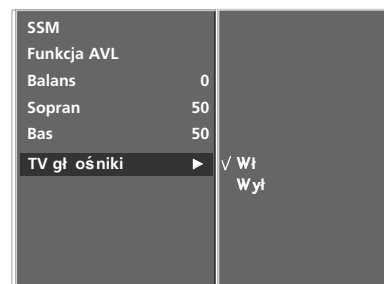 SSM
Funkcja AVL
Balans 0
Sopran 50
Bas 50
TV gł ośniki ► √ Wł
Wył